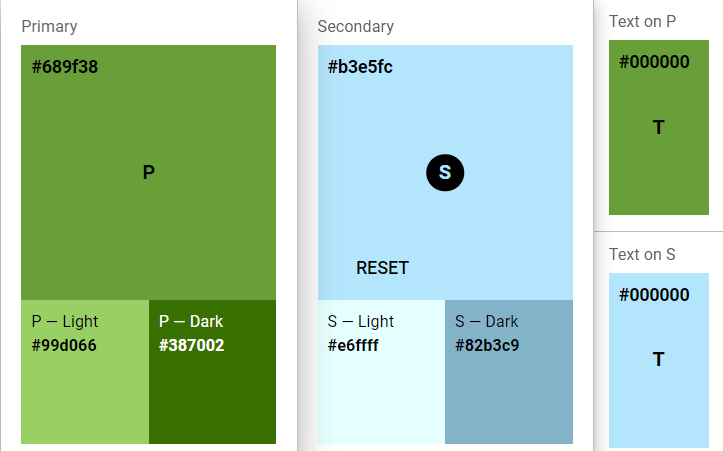 Primary
#689f38
P
P — Light
#99d066
P — Dark
#387002
Secondary
#b3e5fc
S
RESET
S — Light
#e6ffff
S — Dark
#82b3c9
Text on P
#000000
T
Text on S
#000000
T